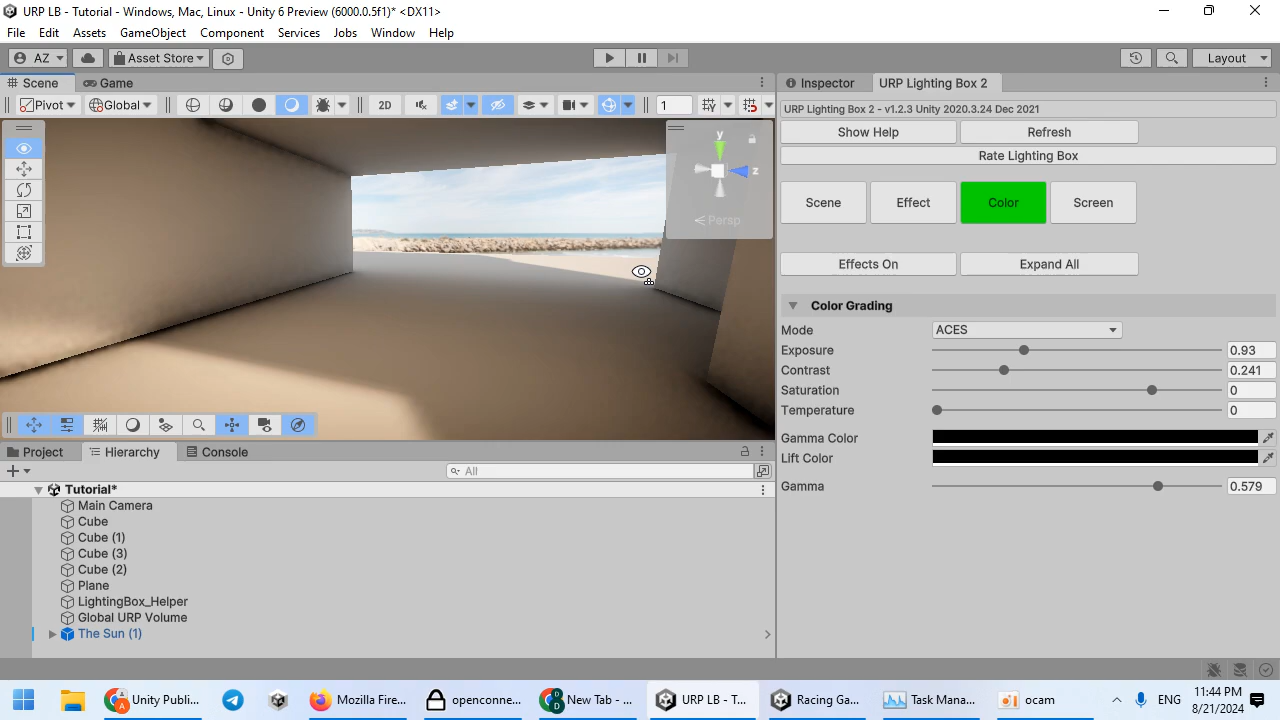 URP LB - Tutorial - Windows, Mac, Linux - Unity 6 Preview (6000.0.5f1)* <DX11>
File Edit Assets GameObject Component Services Jobs Window Help
AZ Asset Store Layout
Scene Game Inspector URP Lighting Box 2
Pivot Global 2D 1
URP Lighting Box 2 - v1.2.3 Unity 2020.3.24 Dec 2021
Show Help Refresh
Rate Lighting Box
y
z
Persp
Scene Effect Color Screen
Effects On Expand All
Color Grading
Mode ACES
Exposure 0.93
Contrast 0.241
Saturation 0
Temperature 0
Gamma Color
Lift Color
Gamma 0.579
Project Hierarchy Console
All
Tutorial*
Main Camera
Cube
Cube (1)
Cube (3)
Cube (2)
Plane
LightingBox_Helper
Global URP Volume
The Sun (1)
Unity Publi... Mozilla Fire... openconne... New Tab - ... URP LB - T... Racing Ga... Task Mana... ocam ENG 11:44 PM
8/21/2024